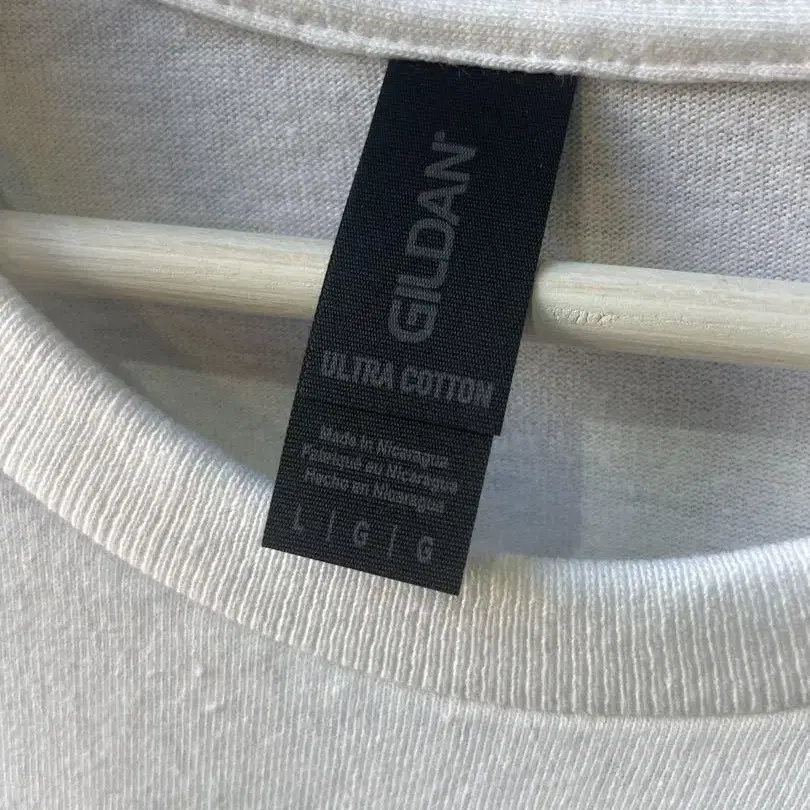 GILDAN
ULTRA COTTON
Made in Nicaragua
Fabriqué au Nicaragua
Hecho en Nicaragua
L | G | G